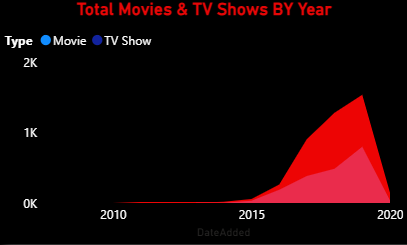 Total Movies & TV Shows BY Year
Type Movie TV Show
2K
1K
0K
2010 2015 2020
DateAdded